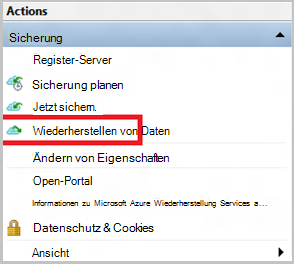 Actions
Sicherung
Register-Server
Sicherung planen
Jetzt sichern.
Wiederherstellen von Daten
Ändern von Eigenschaften
Open-Portal
Informationen zu Microsoft Azure Wiederherstellung Services a...
Datenschutz & Cookies
Ansicht